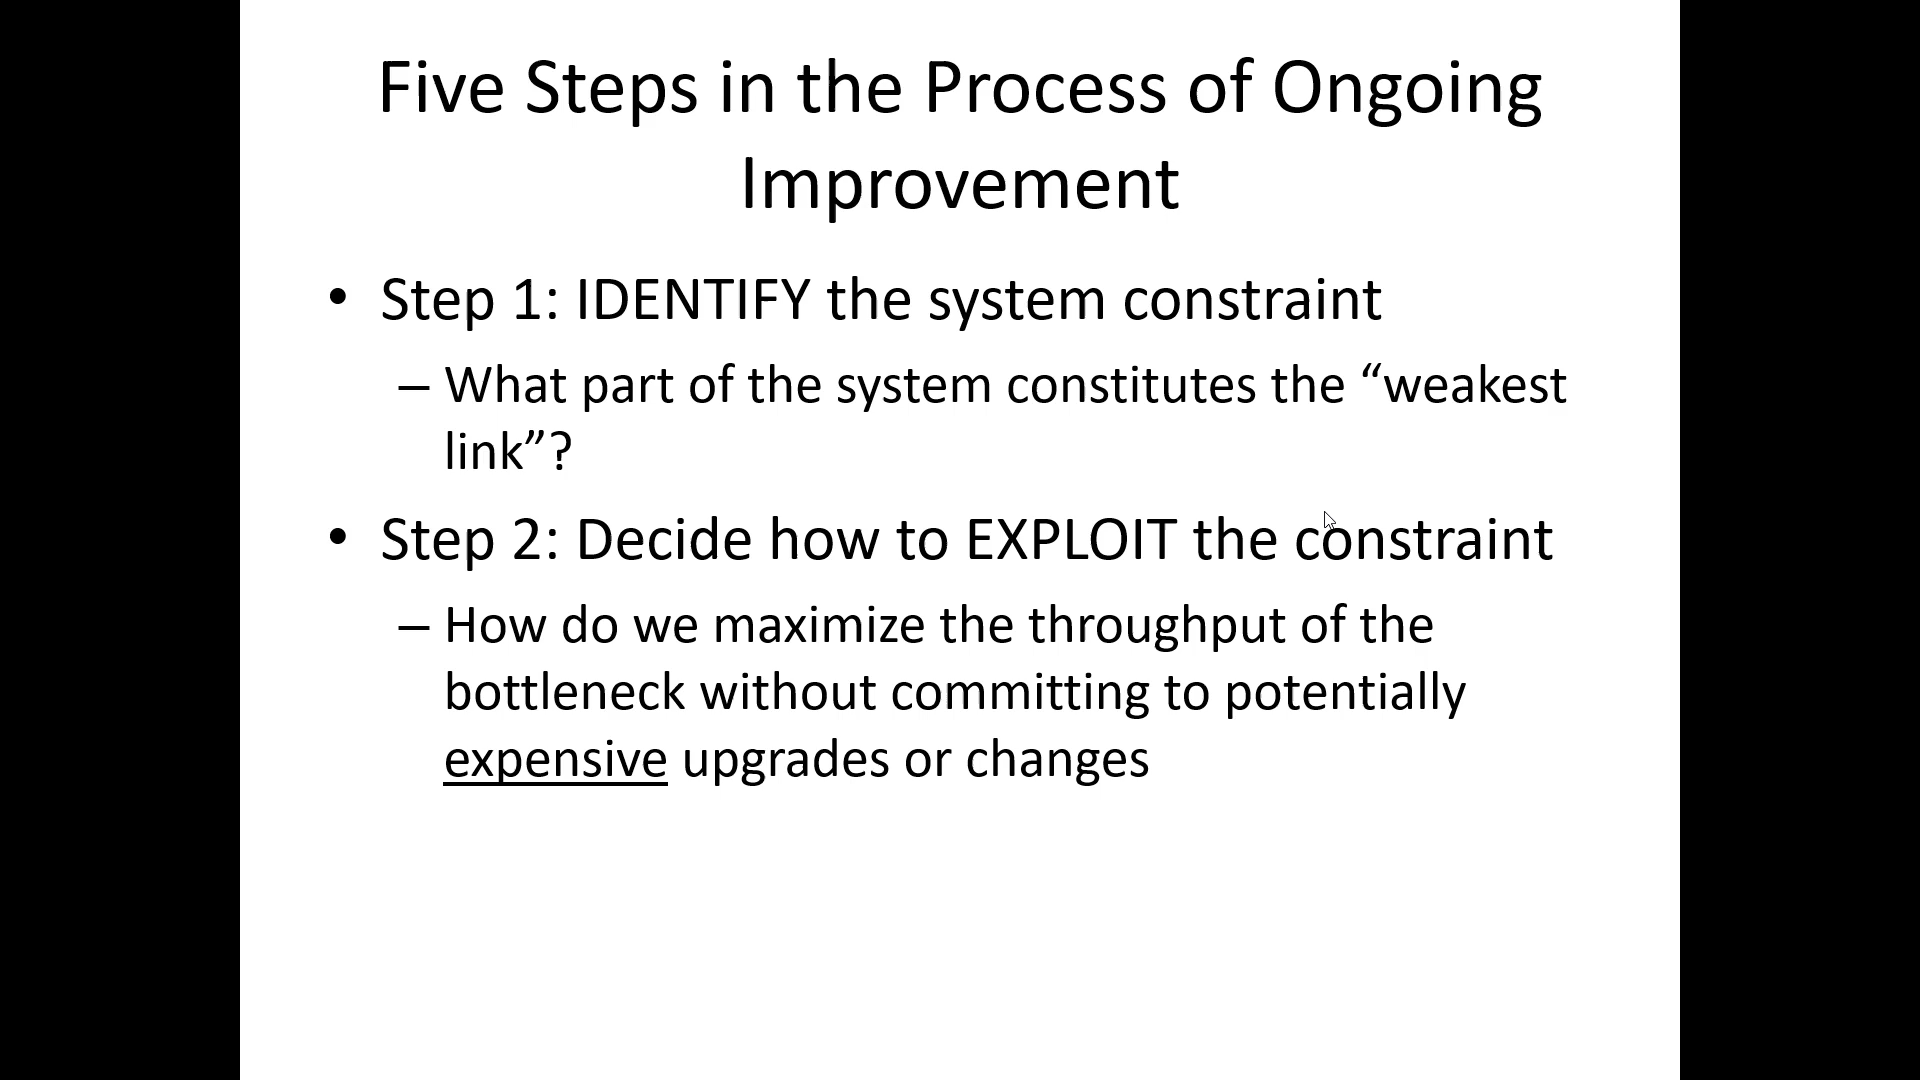 Five Steps in the Process of Ongoing
Improvement
• Step 1: IDENTIFY the system constraint
– What part of the system constitutes the “weakest
link”?
• Step 2: Decide how to EXPLOIT the constraint
– How do we maximize the throughput of the
bottleneck without committing to potentially
expensive upgrades or changes